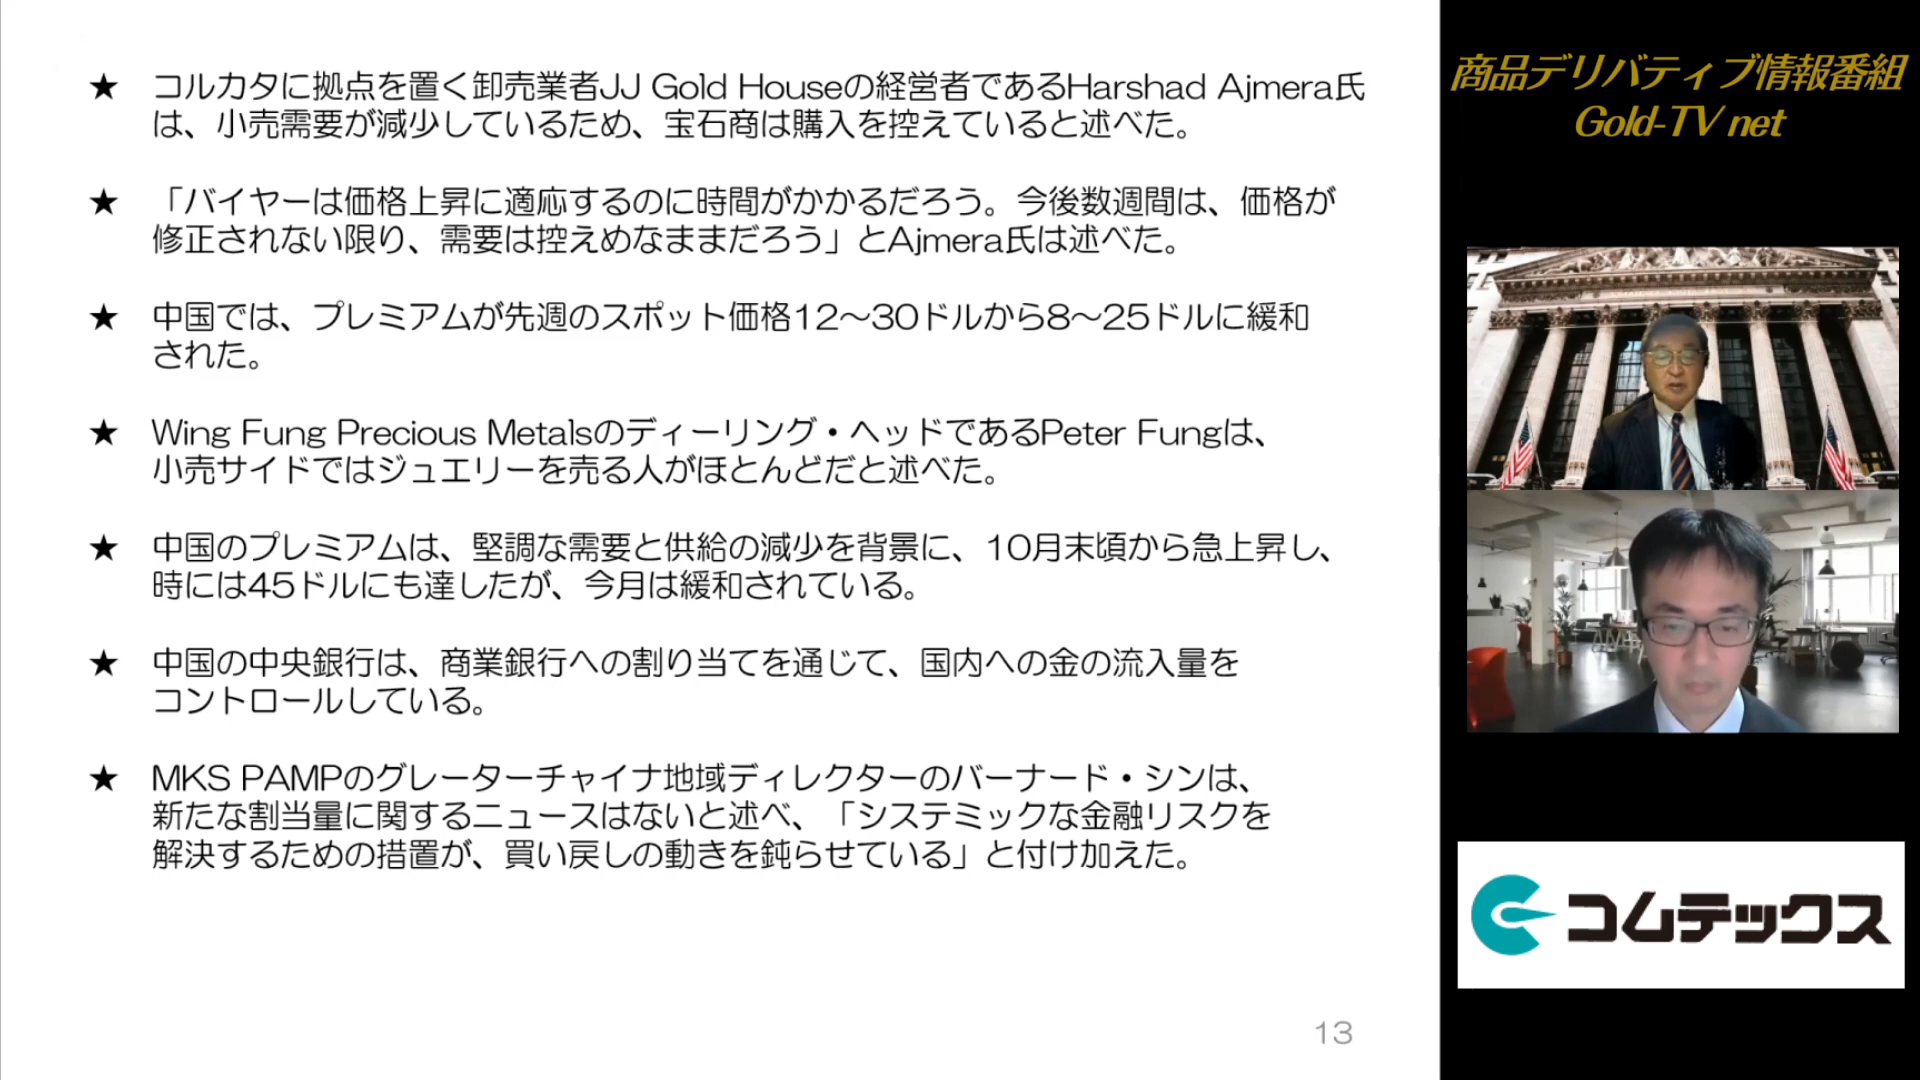 ★ コルカタに拠点を置く卸売業者JJ Gold Houseの経営者であるHarshad Ajmera氏
は、小売需要が減少しているため、宝石商は購入を控えていると述べた。
★ 「バイヤーは価格上昇に適応するのに時間がかかるだろう。今後数週間は、価格が
修正されない限り、需要は控えめなままだろう」とAjmera氏は述べた。
★ 中国では、プレミアムが先週のスポット価格12～30ドルから8～25ドルに緩和
された。
★ Wing Fung Precious Metalsのディーリング・ヘッドであるPeter Fungは、
小売サイドではジュエリーを売る人がほとんどだと述べた。
★ 中国のプレミアムは、堅調な需要と供給の減少を背景に、10月末頃から急上昇し、
時には45ドルにも達したが、今月は緩和されている。
★ 中国の中央銀行は、商業銀行への割り当てを通じて、国内への金の流入量を
コントロールしている。
★ MKS PAMPのグレーターチャイナ地域ディレクターのバーナード・シンは、
新たな割当量に関するニュースはないと述べ、「システミックな金融リスクを
解決するための措置が、買い戻しの動きを鈍らせている」と付け加えた。
13
商品デリバティブ情報番組
Gold-TV net
コムテックス